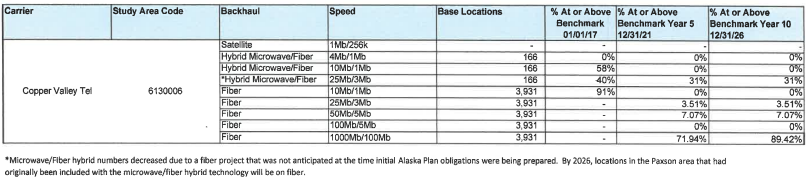 Carrier Study Area Code Backhaul Speed Base Locations % At or Above % At or Above % At or Above
Benchmark Benchmark Year 5 Benchmark Year 10
01/01/17 12/31/21 12/31/26
Copper Valley Tel 6130006
Satellite 1Mb/256k - - - -
Hybrid Microwave/Fiber 4Mb/1Mb 166 0% 0% 0%
Hybrid Microwave/Fiber 10Mb/1Mb 166 58% 0% 0%
*Hybrid Microwave/Fiber 25Mb/3Mb 166 40% 31% 31%
Fiber 10Mb/1Mb 3,931 91% 0% 0%
Fiber 25Mb/3Mb 3,931 - 3.51% 3.51%
Fiber 50Mb/5Mb 3,931 - 7.07% 7.07%
Fiber 100Mb/5Mb 3,931 - 0% 0%
Fiber 1000Mb/100Mb 3,931 - 71.94% 89.42%
*Microwave/Fiber hybrid numbers decreased due to a fiber project that was not anticipated at the time initial Alaska Plan obligations were being prepared. By 2026, locations in the Paxson area that had
originally been included with the microwave/fiber hybrid technology will be on fiber.